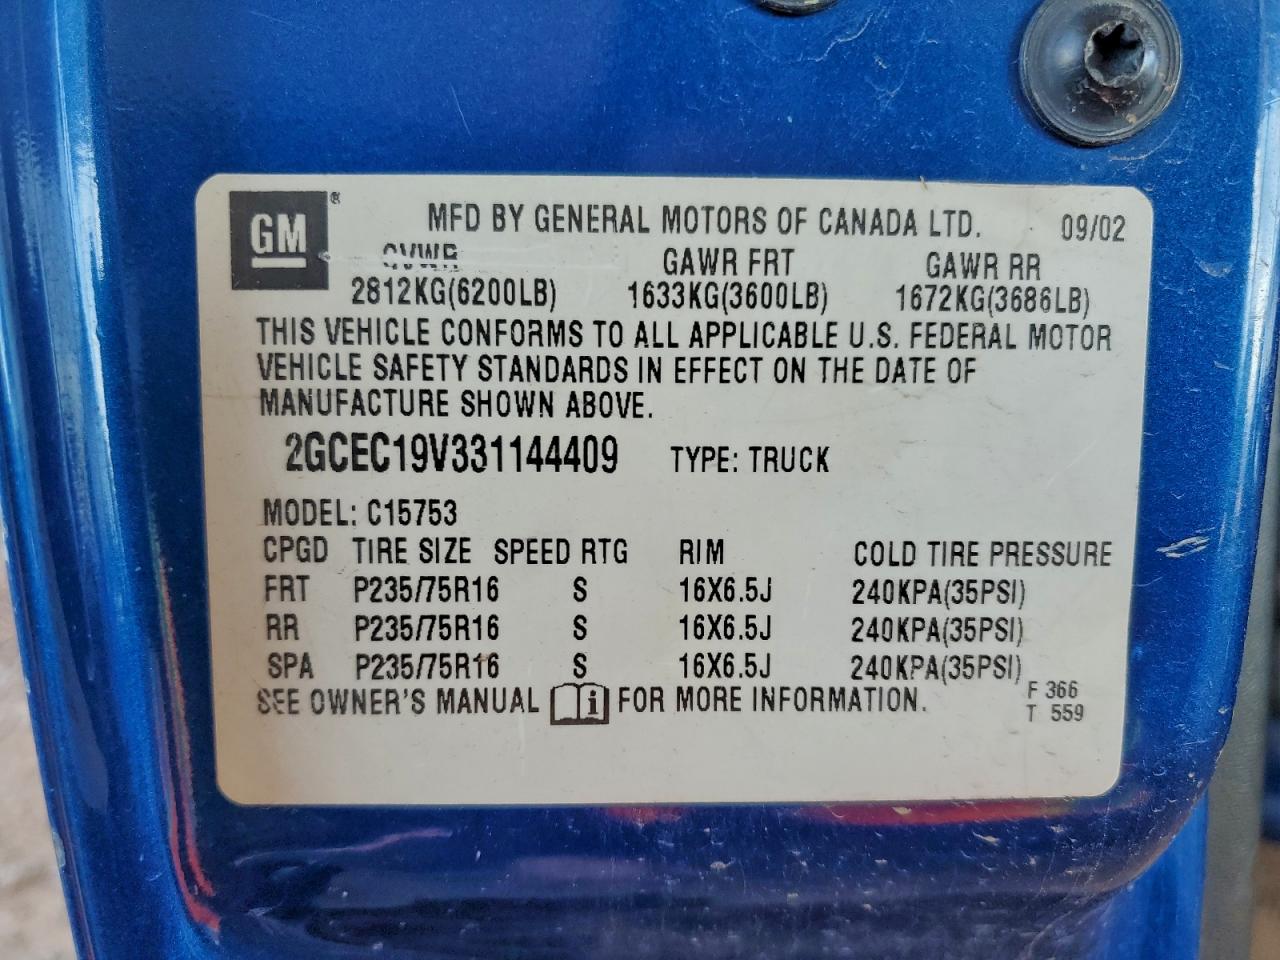 GM ®
MFD BY GENERAL MOTORS OF CANADA LTD. 09/02
GVWR GAWR FRT GAWR RR
2812KG(6200LB) 1633KG(3600LB) 1672KG(3686LB)
THIS VEHICLE CONFORMS TO ALL APPLICABLE U.S. FEDERAL MOTOR
VEHICLE SAFETY STANDARDS IN EFFECT ON THE DATE OF
MANUFACTURE SHOWN ABOVE.
2GCEC19V331144409 TYPE: TRUCK
MODEL: C15753
CPGD TIRE SIZE SPEED RTG RIM COLD TIRE PRESSURE
FRT P235/75R16 S 16X6.5J 240KPA(35PSI)
RR P235/75R16 S 16X6.5J 240KPA(35PSI)
SPA P235/75R16 S 16X6.5J 240KPA(35PSI)
SEE OWNER'S MANUAL i FOR MORE INFORMATION.
F 366
T 559